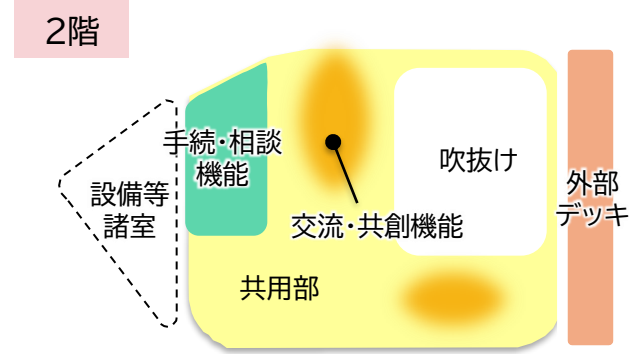 2階
手続・相談
機能
設備等
諸室
吹抜け
外部
デッキ
交流・共創機能
共用部